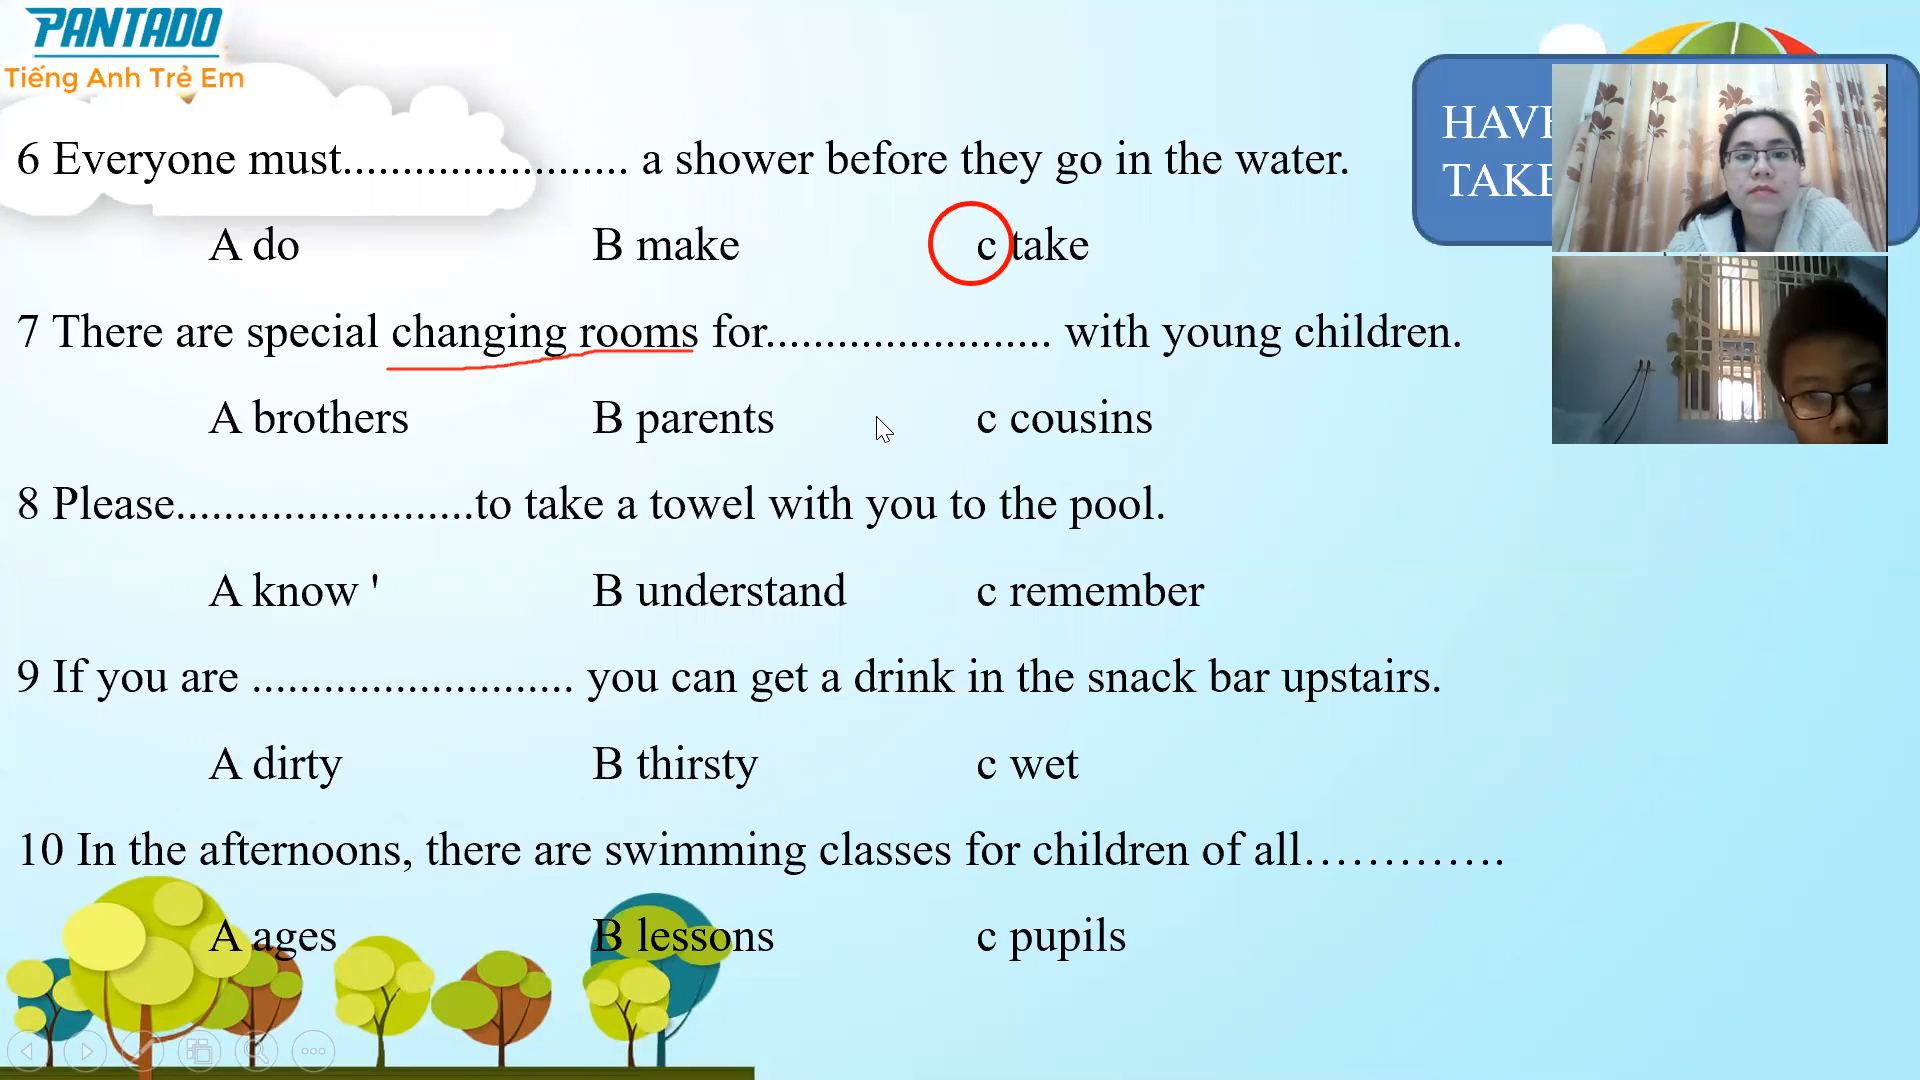 PANTADO
Tiếng Anh Trẻ Em
HAVE
TAKE
6 Everyone must........................ a shower before they go in the water.
A do B make c take
7 There are special changing rooms for........................ with young children.
A brothers B parents c cousins
8 Please.........................to take a towel with you to the pool.
A know ' B understand c remember
9 If you are ........................... you can get a drink in the snack bar upstairs.
A dirty B thirsty c wet
10 In the afternoons, there are swimming classes for children of all………….
A ages B lessons c pupils